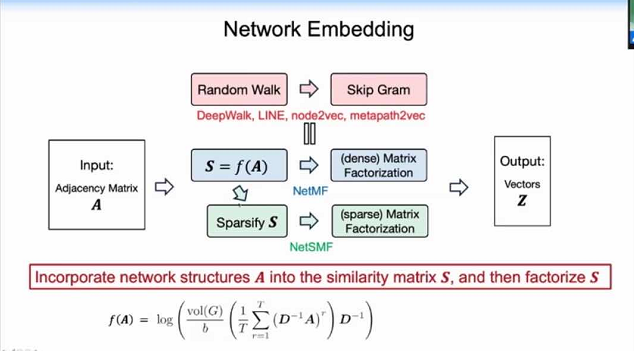 Network Embedding
Random Walk
Skip Gram
DeepWalk, LINE, node2vec, metapath2vec
Input:
Adjacency Matrix
A
S = f(A)
(dense) Matrix
Factorization
NetMF
Sparsify S
(sparse) Matrix
Factorization
NetSMF
Output:
Vectors
Z
Incorporate network structures A into the similarity matrix S, and then factorize S
f(A) = log ( vol(G)/b ( 1/T ∑_{r=1}^{T} (D⁻¹A)^r ) D⁻¹ )